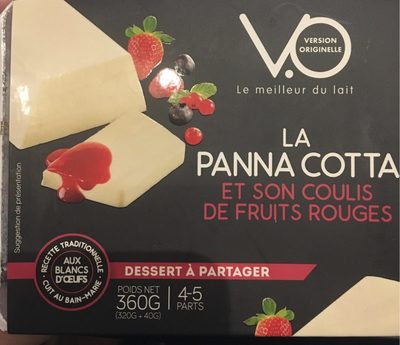 V.O
VERSION
ORIGINELLE
Le meilleur du lait
LA
PANNA COTTA
ET SON COULIS
DE FRUITS ROUGES
Suggestion de présentation
• RECETTE TRADITIONNELLE •
AUX
BLANCS
D'ŒUFS
CUIT AU BAIN-MARIE
DESSERT À PARTAGER
POIDS NET
360G
(320G + 40G)
4-5
PARTS